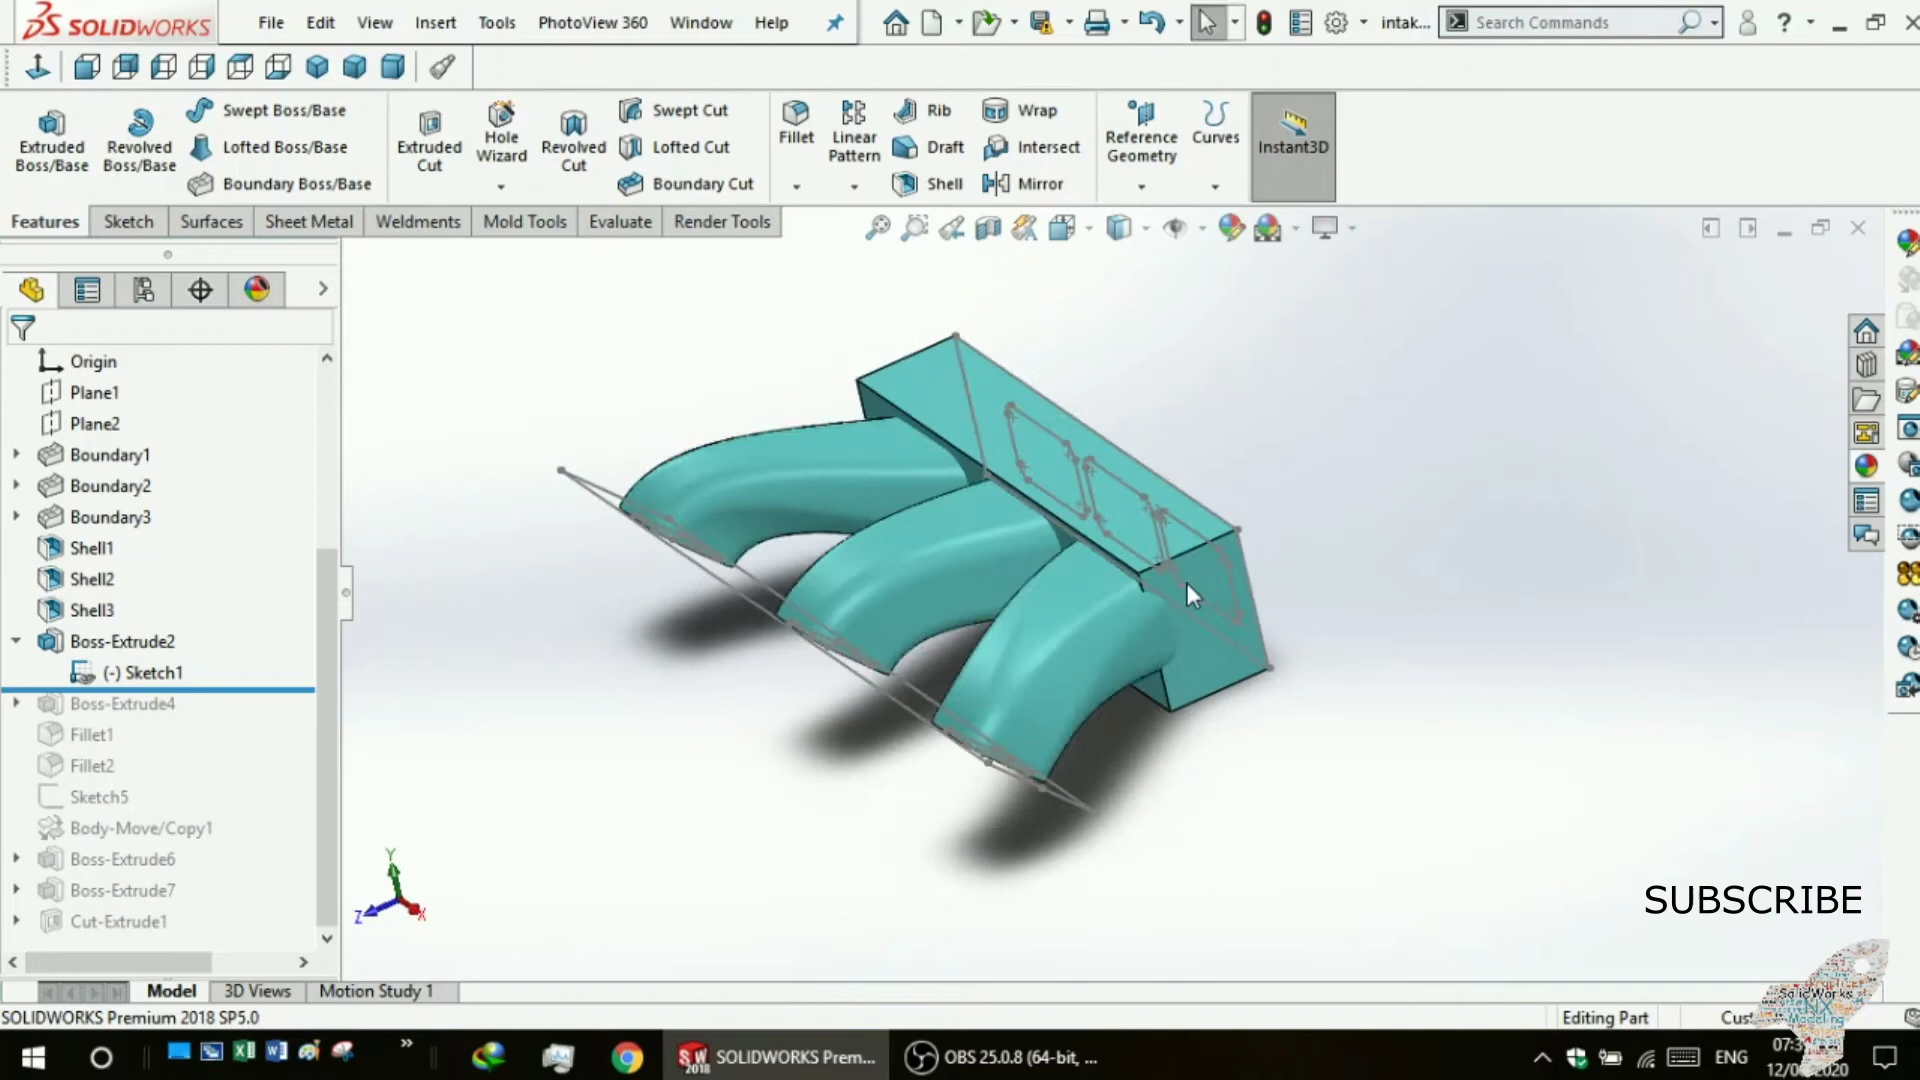 SOLIDWORKS File Edit View Insert Tools PhotoView 360 Window Help intak... Search Commands ?
Extruded Boss/Base
Revolved Boss/Base
Swept Boss/Base
Lofted Boss/Base
Boundary Boss/Base
Extruded Cut
Hole Wizard
Revolved Cut
Swept Cut
Lofted Cut
Boundary Cut
Fillet
Linear Pattern
Rib
Draft
Shell
Wrap
Intersect
Mirror
Reference Geometry
Curves
Instant3D
Features Sketch Surfaces Sheet Metal Weldments Mold Tools Evaluate Render Tools
Origin
Plane1
Plane2
Boundary1
Boundary2
Boundary3
Shell1
Shell2
Shell3
Boss-Extrude2
(-) Sketch1
Boss-Extrude4
Fillet1
Fillet2
Sketch5
Body-Move/Copy1
Boss-Extrude6
Boss-Extrude7
Cut-Extrude1
Y
Z
X
SUBSCRIBE
SolidWorks
NX
Modeling
Model 3D Views Motion Study 1
SOLIDWORKS Premium 2018 SP5.0 Editing Part
SOLIDWORKS Prem... OBS 25.0.8 (64-bit, ... ENG